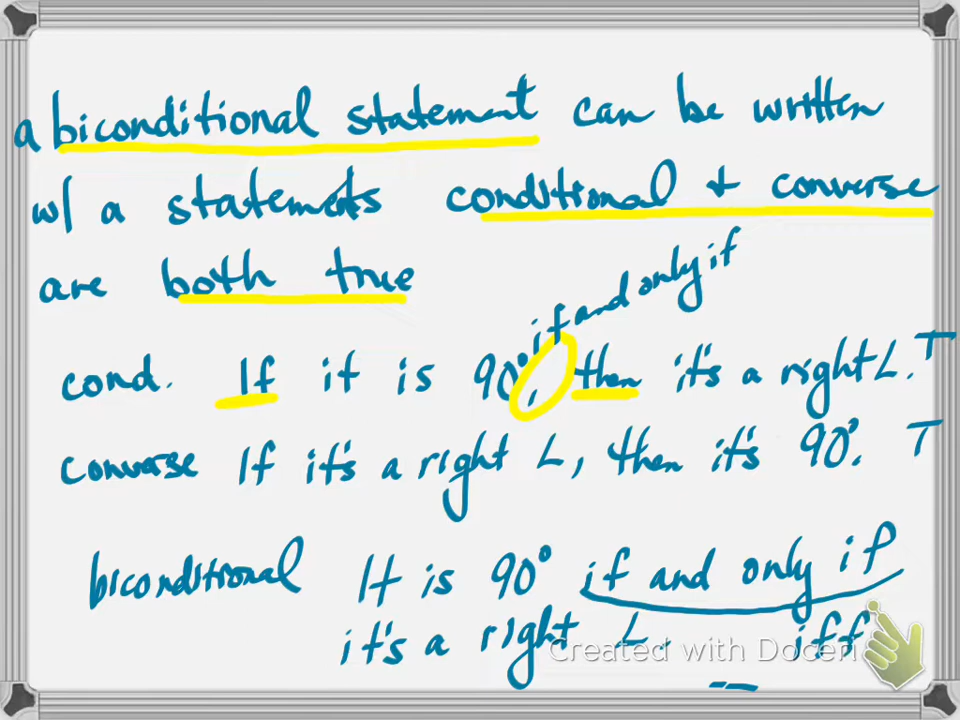 a biconditional statement can be written
w/ a statements conditional + converse
are both true
if and only if
cond. If it is 90°, then it's a right ∠. T
converse If it's a right ∠, then it's 90°. T
biconditional It is 90° if and only if
it's a right ∠. iff
Created with Doceri